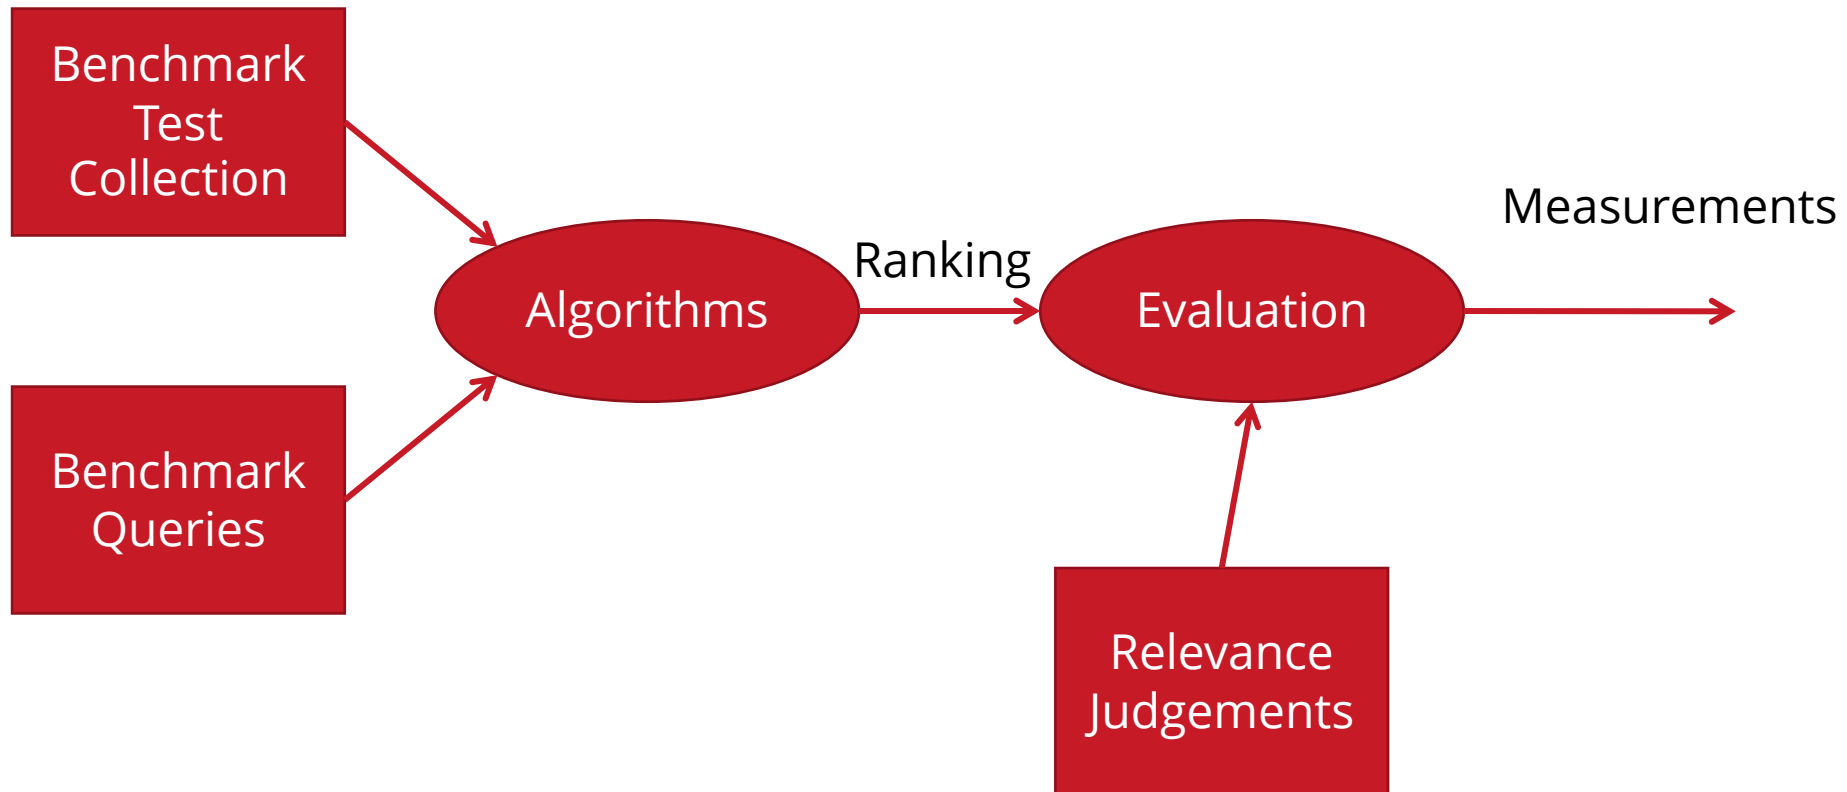 Benchmark
Test
Collection
Benchmark
Queries
Algorithms
Ranking
Evaluation
Measurements
Relevance
Judgements